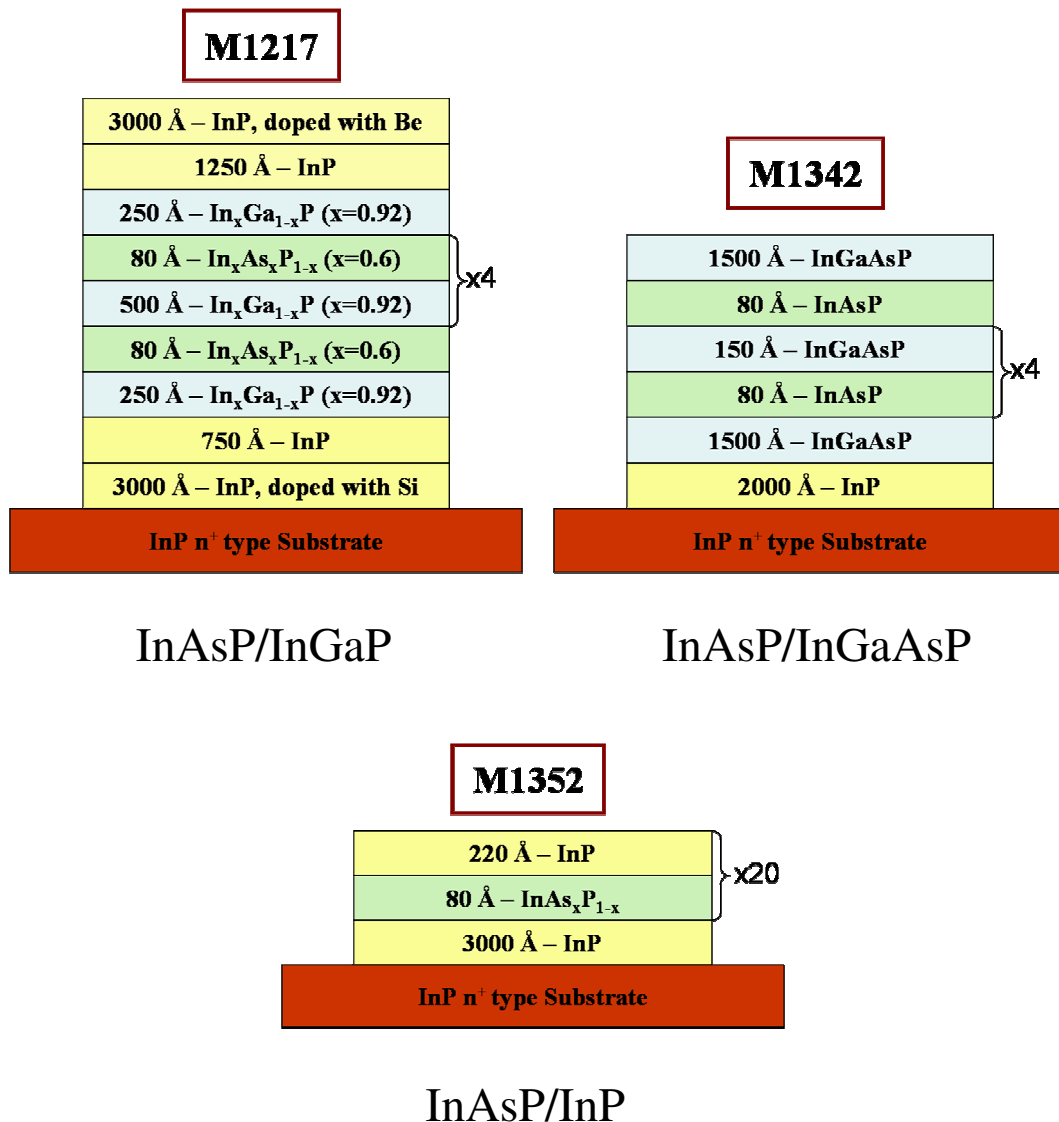 M1217
3000 Å – InP, doped with Be
1250 Å – InP
250 Å – InₓGa₁₋ₓP (x=0.92)
80 Å – InₓAsₓP₁₋ₓ (x=0.6)
500 Å – InₓGa₁₋ₓP (x=0.92)
x4
80 Å – InₓAsₓP₁₋ₓ (x=0.6)
250 Å – InₓGa₁₋ₓP (x=0.92)
750 Å – InP
3000 Å – InP, doped with Si
InP n⁺ type Substrate
InAsP/InGaP
M1342
1500 Å – InGaAsP
80 Å – InAsP
150 Å – InGaAsP
80 Å – InAsP
x4
1500 Å – InGaAsP
2000 Å – InP
InP n⁺ type Substrate
InAsP/InGaAsP
M1352
220 Å – InP
80 Å – InAsₓP₁₋ₓ
x20
3000 Å – InP
InP n⁺ type Substrate
InAsP/InP